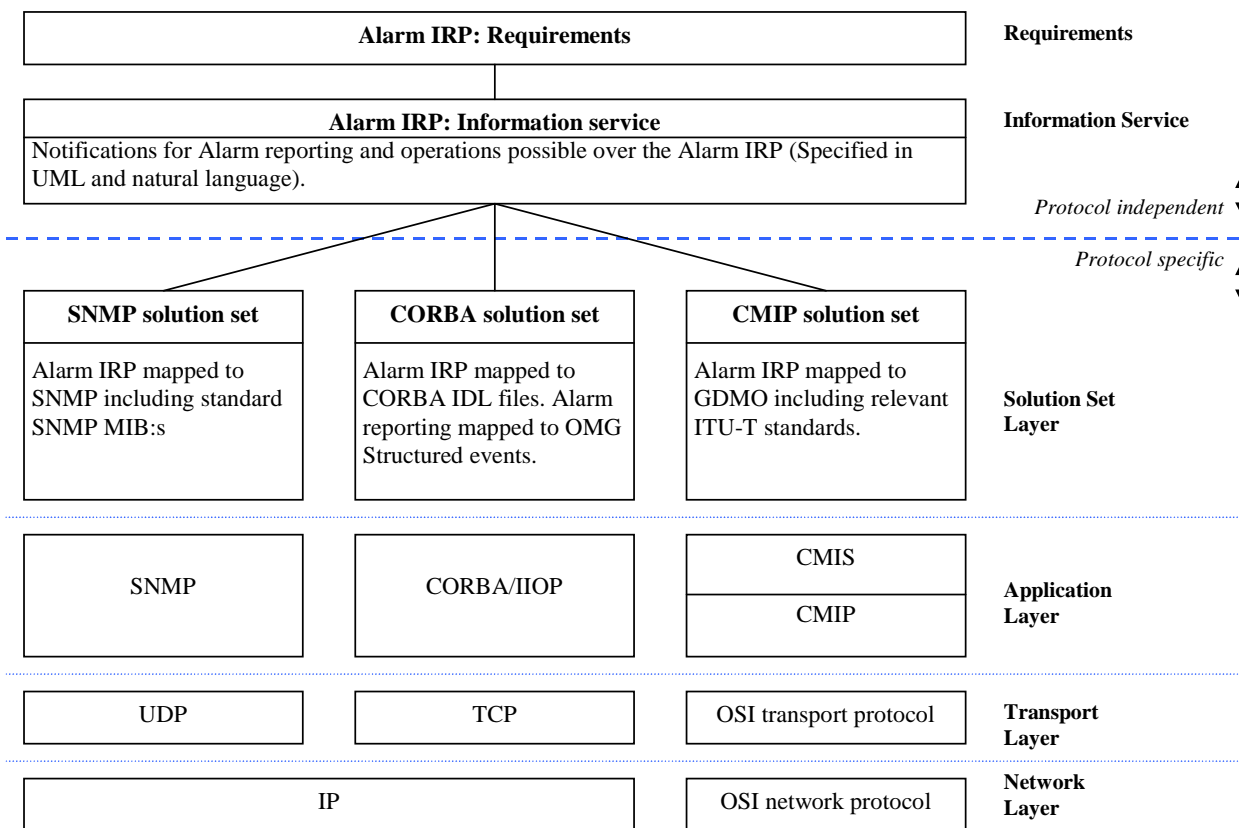 Alarm IRP: Requirements
Requirements
Alarm IRP: Information service
Information Service
Notifications for Alarm reporting and operations possible over the Alarm IRP (Specified in
UML and natural language).
Protocol independent
Protocol specific
SNMP solution set
CORBA solution set
CMIP solution set
Alarm IRP mapped to
SNMP including standard
SNMP MIB:s
Alarm IRP mapped to
CORBA IDL files. Alarm
reporting mapped to OMG
Structured events.
Alarm IRP mapped to
GDMO including relevant
ITU-T standards.
Solution Set
Layer
SNMP
CORBA/IIOP
CMIS
CMIP
Application
Layer
UDP
TCP
OSI transport protocol
Transport
Layer
IP
OSI network protocol
Network
Layer